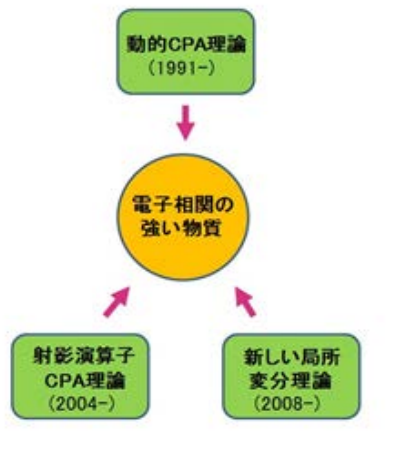 動的CPA理論
（1991−）
電子相関の
強い物質
射影演算子
CPA理論
（2004−）
新しい局所
変分理論
（2008−）